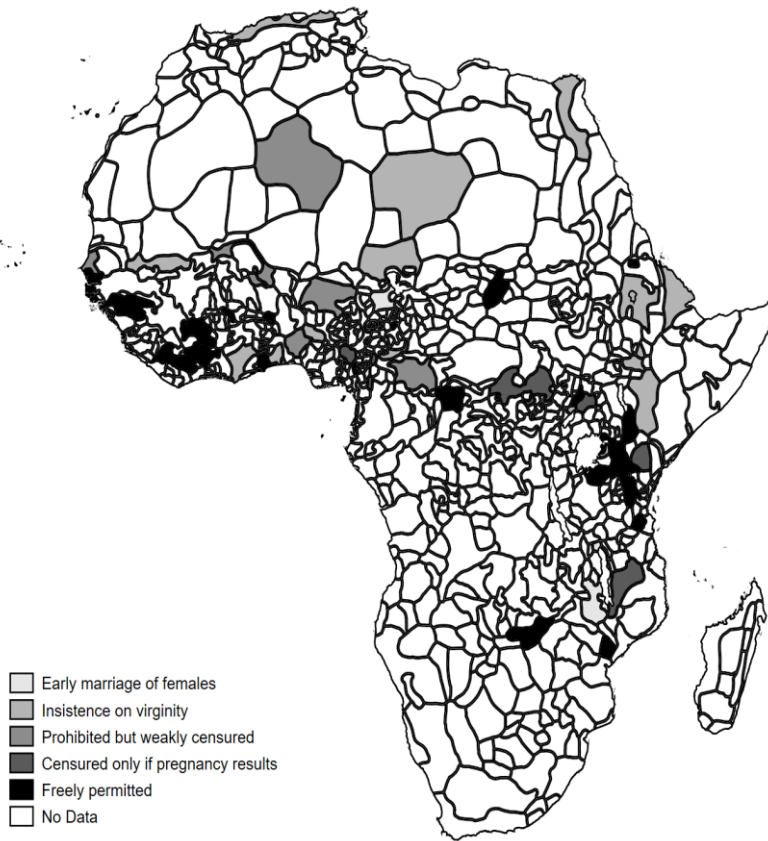 Early marriage of females
Insistence on virginity
Prohibited but weakly censured
Censured only if pregnancy results
Freely permitted
No Data